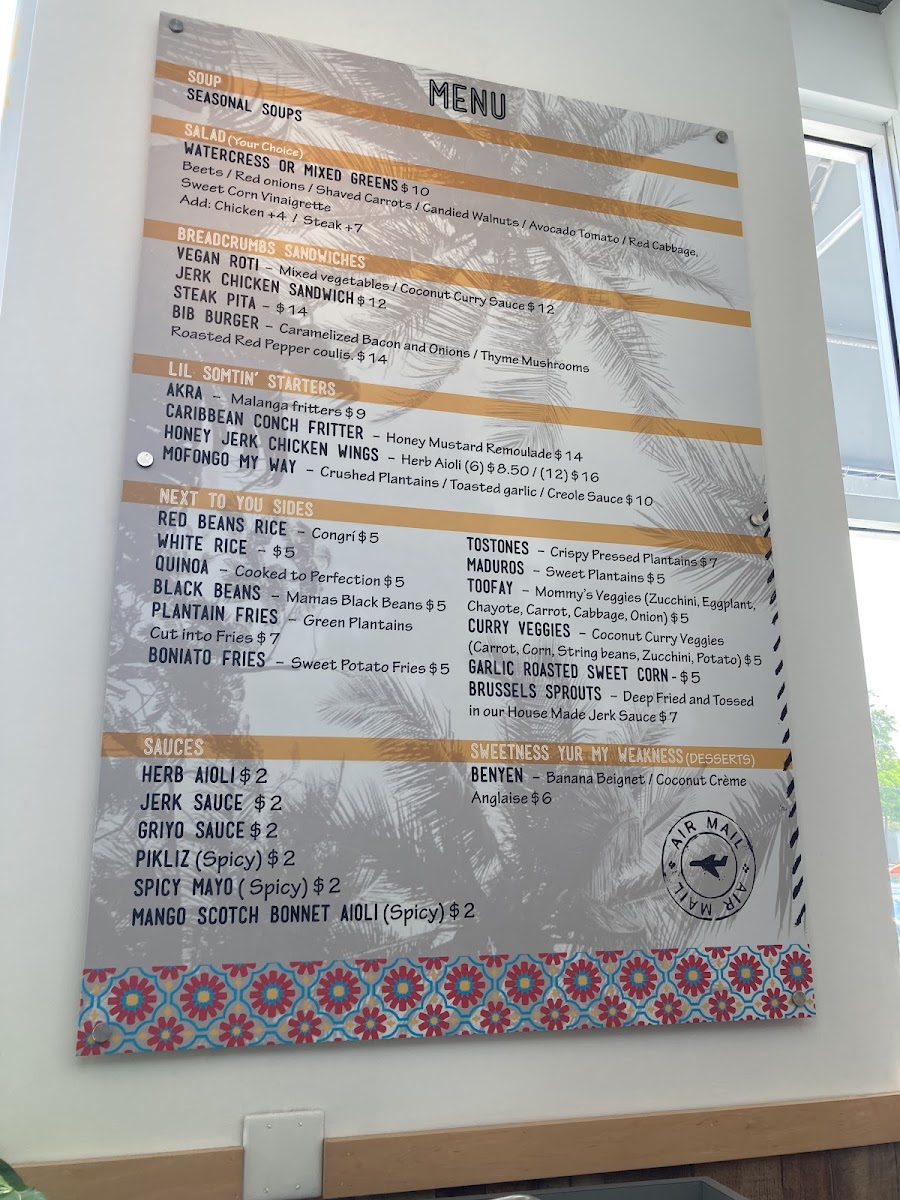 MENU
SOUP
SEASONAL SOUPS
SALAD (Your Choice)
WATERCRESS OR MIXED GREENS $10
Beets / Red onions / Shaved Carrots / Candied Walnuts / Avocado Tomato / Red Cabbage,
Sweet Corn Vinaigrette
Add: Chicken +4 / Steak +7
BREADCRUMBS SANDWICHES
VEGAN ROTI – Mixed vegetables / Coconut Curry Sauce $12
JERK CHICKEN SANDWICH $12
STEAK PITA – $14
BIB BURGER – Caramelized Bacon and Onions / Thyme Mushrooms
Roasted Red Pepper coulis. $14
LIL SOMTIN' STARTERS
AKRA – Malanga fritters $9
CARIBBEAN CONCH FRITTER – Honey Mustard Remoulade $14
HONEY JERK CHICKEN WINGS – Herb Aioli (6) $8.50 / (12) $16
MOFONGO MY WAY – Crushed Plantains / Toasted garlic / Creole Sauce $10
NEXT TO YOU SIDES
RED BEANS RICE – Congrí $5
WHITE RICE – $5
QUINOA – Cooked to Perfection $5
BLACK BEANS – Mamas Black Beans $5
PLANTAIN FRIES – Green Plantains
Cut into Fries $7
BONIATO FRIES – Sweet Potato Fries $5
TOSTONES – Crispy Pressed Plantains $7
MADUROS – Sweet Plantains $5
TOOFAY – Mommy's Veggies (Zucchini, Eggplant,
Chayote, Carrot, Cabbage, Onion) $5
CURRY VEGGIES – Coconut Curry Veggies
(Carrot, Corn, String beans, Zucchini, Potato) $5
GARLIC ROASTED SWEET CORN - $5
BRUSSELS SPROUTS – Deep Fried and Tossed
in our House Made Jerk Sauce $7
SAUCES
HERB AIOLI $2
JERK SAUCE $2
GRIYO SAUCE $2
PIKLIZ (Spicy) $2
SPICY MAYO (Spicy) $2
MANGO SCOTCH BONNET AIOLI (Spicy) $2
SWEETNESS YUR MY WEAKNESS (DESSERTS)
BENYEN – Banana Beignet / Coconut Crème
Anglaise $6
AIR MAIL
AIR MAIL